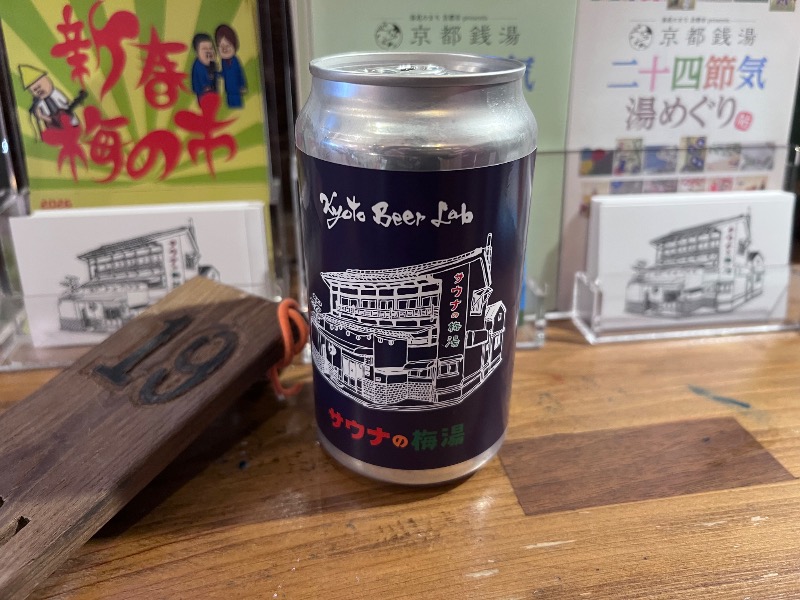 新春
梅の市
2026
京都銭湯
京都銭湯
二十四節気
湯めぐり
Kyoto Beer Lab
サウナの梅湯
サウナの梅湯
19